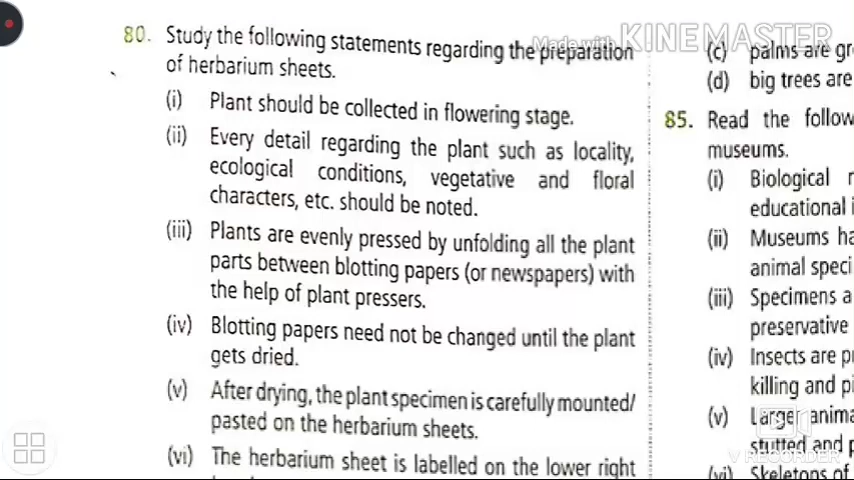 80. Study the following statements regarding the preparation
of herbarium sheets.
(i) Plant should be collected in flowering stage.
(ii) Every detail regarding the plant such as locality,
ecological conditions, vegetative and floral
characters, etc. should be noted.
(iii) Plants are evenly pressed by unfolding all the plant
parts between blotting papers (or newspapers) with
the help of plant pressers.
(iv) Blotting papers need not be changed until the plant
gets dried.
(v) After drying, the plant specimen is carefully mounted/
pasted on the herbarium sheets.
(vi) The herbarium sheet is labelled on the lower right
Made with KINEMASTER
(c) palms are gr
(d) big trees are
85. Read the follow
museums.
(i) Biological
educational i
(ii) Museums ha
animal speci
(iii) Specimens a
preservative
(iv) Insects are p
killing and pi
(v) Larger anima
stutted and p
(vi) Skeletons of
V RECORDER